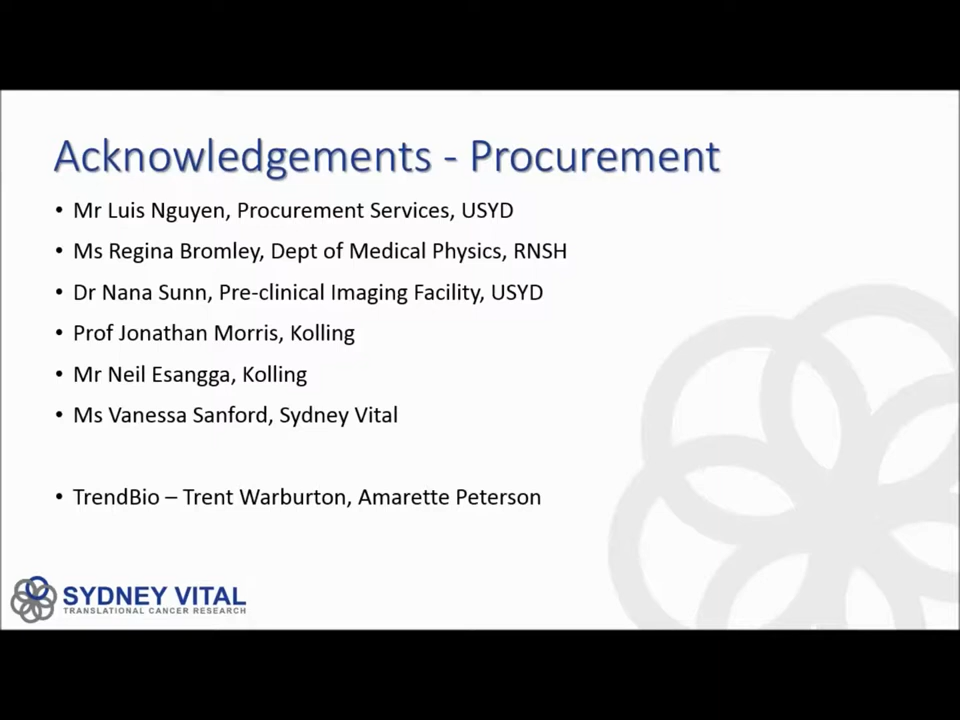 Acknowledgements - Procurement
• Mr Luis Nguyen, Procurement Services, USYD
• Ms Regina Bromley, Dept of Medical Physics, RNSH
• Dr Nana Sunn, Pre-clinical Imaging Facility, USYD
• Prof Jonathan Morris, Kolling
• Mr Neil Esangga, Kolling
• Ms Vanessa Sanford, Sydney Vital
• TrendBio – Trent Warburton, Amarette Peterson
SYDNEY VITAL
TRANSLATIONAL CANCER RESEARCH